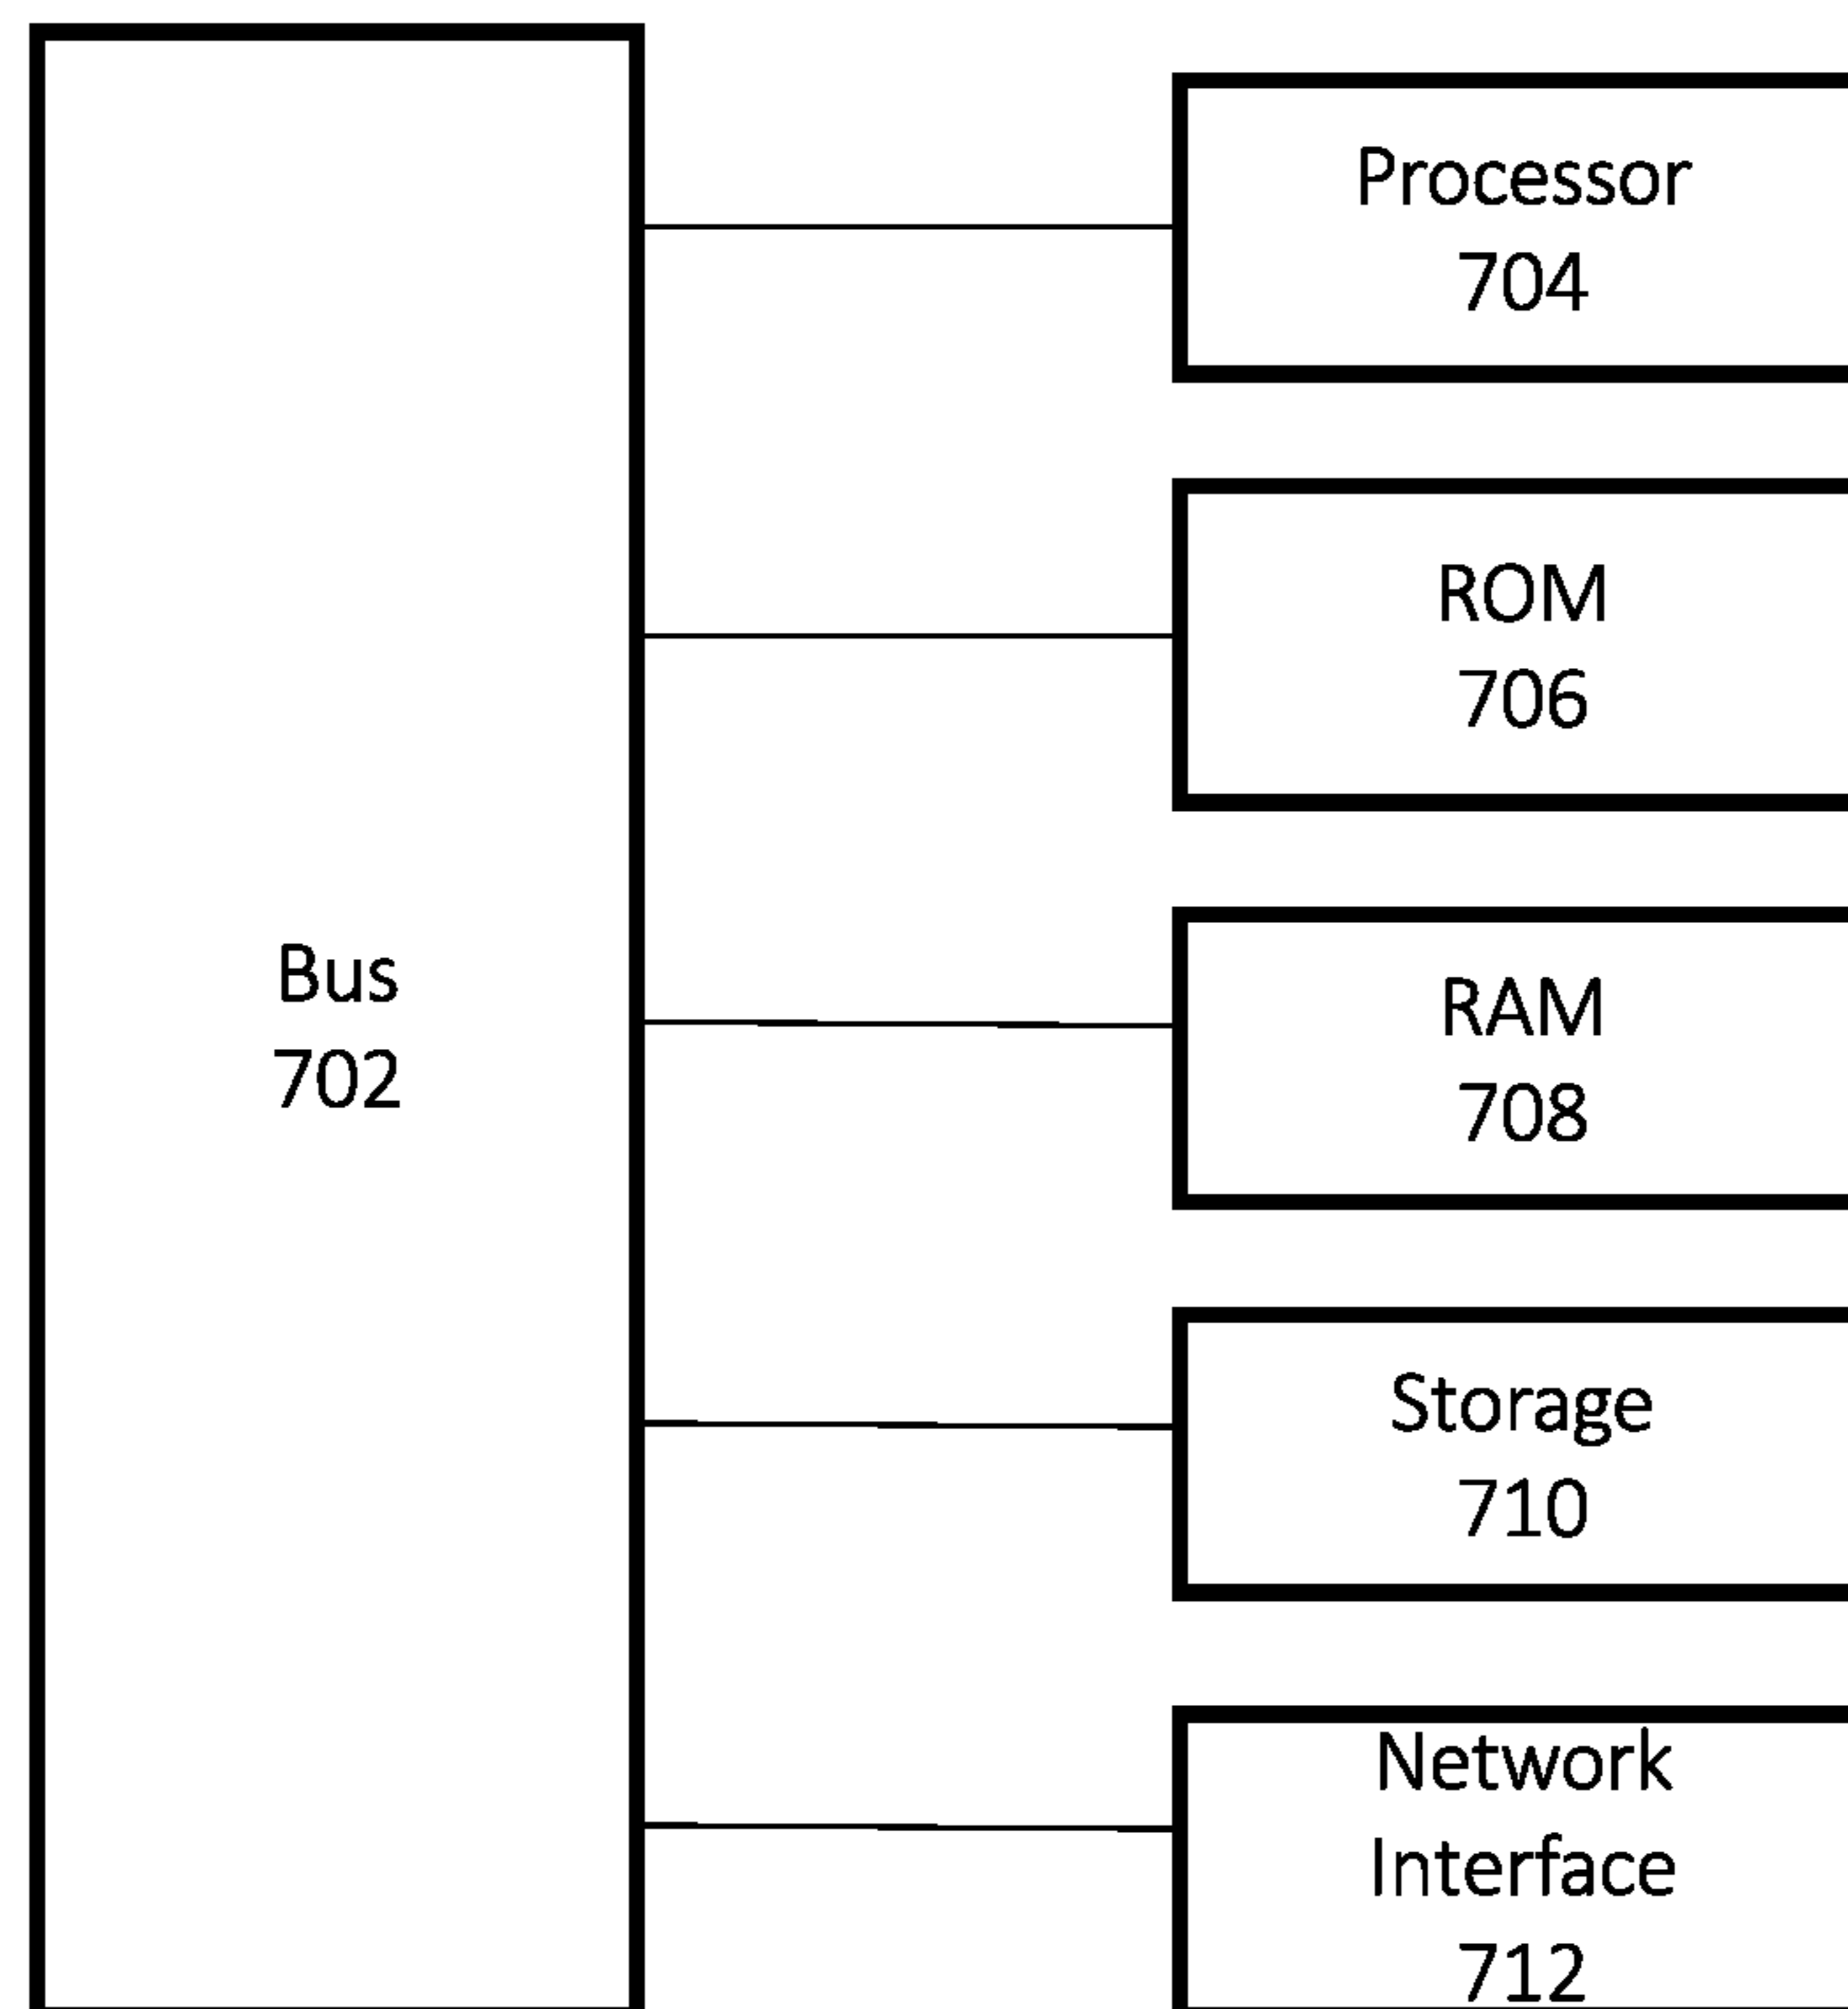 Processor
704
ROM
706
Bus
702
RAM
708
Storage
710
Network
Interface
712